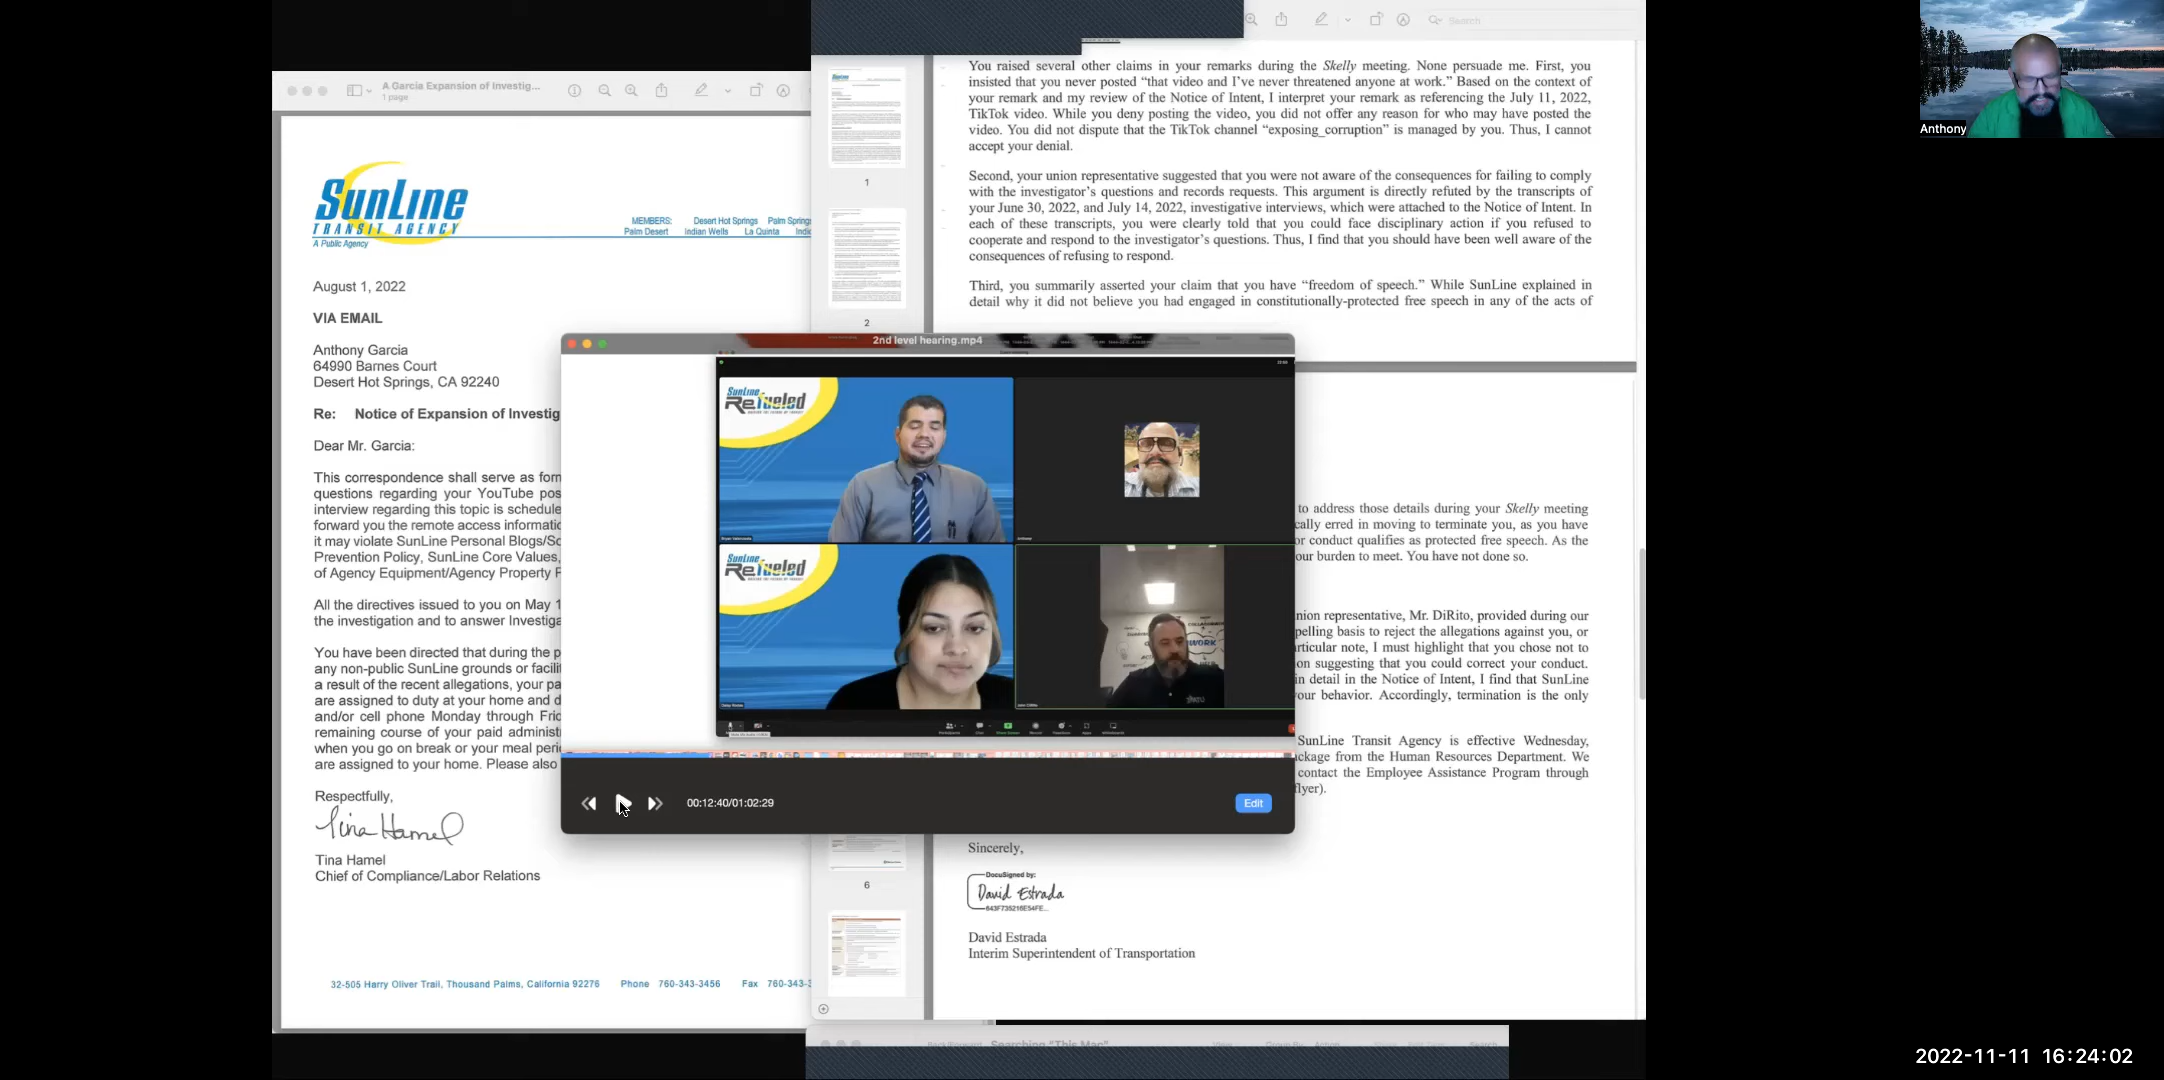 A Garcia Expansion of Investig...
1 page
SunLine
TRANSIT AGENCY
A Public Agency
MEMBERS: Desert Hot Springs Palm Springs
Palm Desert Indian Wells La Quinta
August 1, 2022
VIA EMAIL
Anthony Garcia
64990 Barnes Court
Desert Hot Springs, CA 92240
Re: Notice of Expansion of Investig
Dear Mr. Garcia:
This correspondence shall serve as
questions regarding your YouTube pos
interview regarding this topic is schedule
forward you the remote access informatic
it may violate SunLine Personal Blogs/Sc
Prevention Policy, SunLine Core Values,
of Agency Equipment/Agency Property
All the directives issued to you on May 1
the investigation and to answer Investiga
You have been directed that during the p
any non-public SunLine grounds or facilit
a result of the recent allegations, your pa
are assigned to duty at your home and d
and/or cell phone Monday through Frid
remaining course of your paid administ
when you go on break or your meal peri
are assigned to your home. Please also
Respectfully,
Tina Hamel
Tina Hamel
Chief of Compliance/Labor Relations
32-505 Harry Oliver Trail, Thousand Palms, California 92276 Phone 760-343-3456 Fax 760-343-3
Search
1
2
6
You raised several other claims in your remarks during the Skelly meeting. None persuade me. First, you
insisted that you never posted “that video and I’ve never threatened anyone at work.” Based on the context of
your remark and my review of the Notice of Intent, I interpret your remark as referencing the July 11, 2022,
TikTok video. While you deny posting the video, you did not offer any reason for who may have posted the
video. You did not dispute that the TikTok channel “exposing_corruption” is managed by you. Thus, I cannot
accept your denial.
Second, your union representative suggested that you were not aware of the consequences for failing to comply
with the investigator’s questions and records requests. This argument is directly refuted by the transcripts of
your June 30, 2022, and July 14, 2022, investigative interviews, which were attached to the Notice of Intent. In
each of these transcripts, you were clearly told that you could face disciplinary action if you refused to
cooperate and respond to the investigator’s questions. Thus, I find that you should have been well aware of the
consequences of refusing to respond.
Third, you summarily asserted your claim that you have “freedom of speech.” While SunLine explained in
detail why it did not believe you had engaged in constitutionally-protected free speech in any of the acts of
to address those details during your Skelly meeting
cally erred in moving to terminate you, as you have
or conduct qualifies as protected free speech. As the
our burden to meet. You have not done so.
nion representative, Mr. DiRito, provided during our
pelling basis to reject the allegations against you, or
rticular note, I must highlight that you chose not to
on suggesting that you could correct your conduct.
in detail in the Notice of Intent, I find that SunLine
your behavior. Accordingly, termination is the only
SunLine Transit Agency is effective Wednesday,
ckage from the Human Resources Department. We
contact the Employee Assistance Program through
flyer).
Sincerely,
DocuSigned by:
David Estrada
David Estrada
Interim Superintendent of Transportation
2nd level hearing.mp4
SunLine
Refueled
SunLine
Refueled
WORK
00:12:40/01:02:29
Edit
Searching “This Mac”
Anthony
2022-11-11 16:24:02